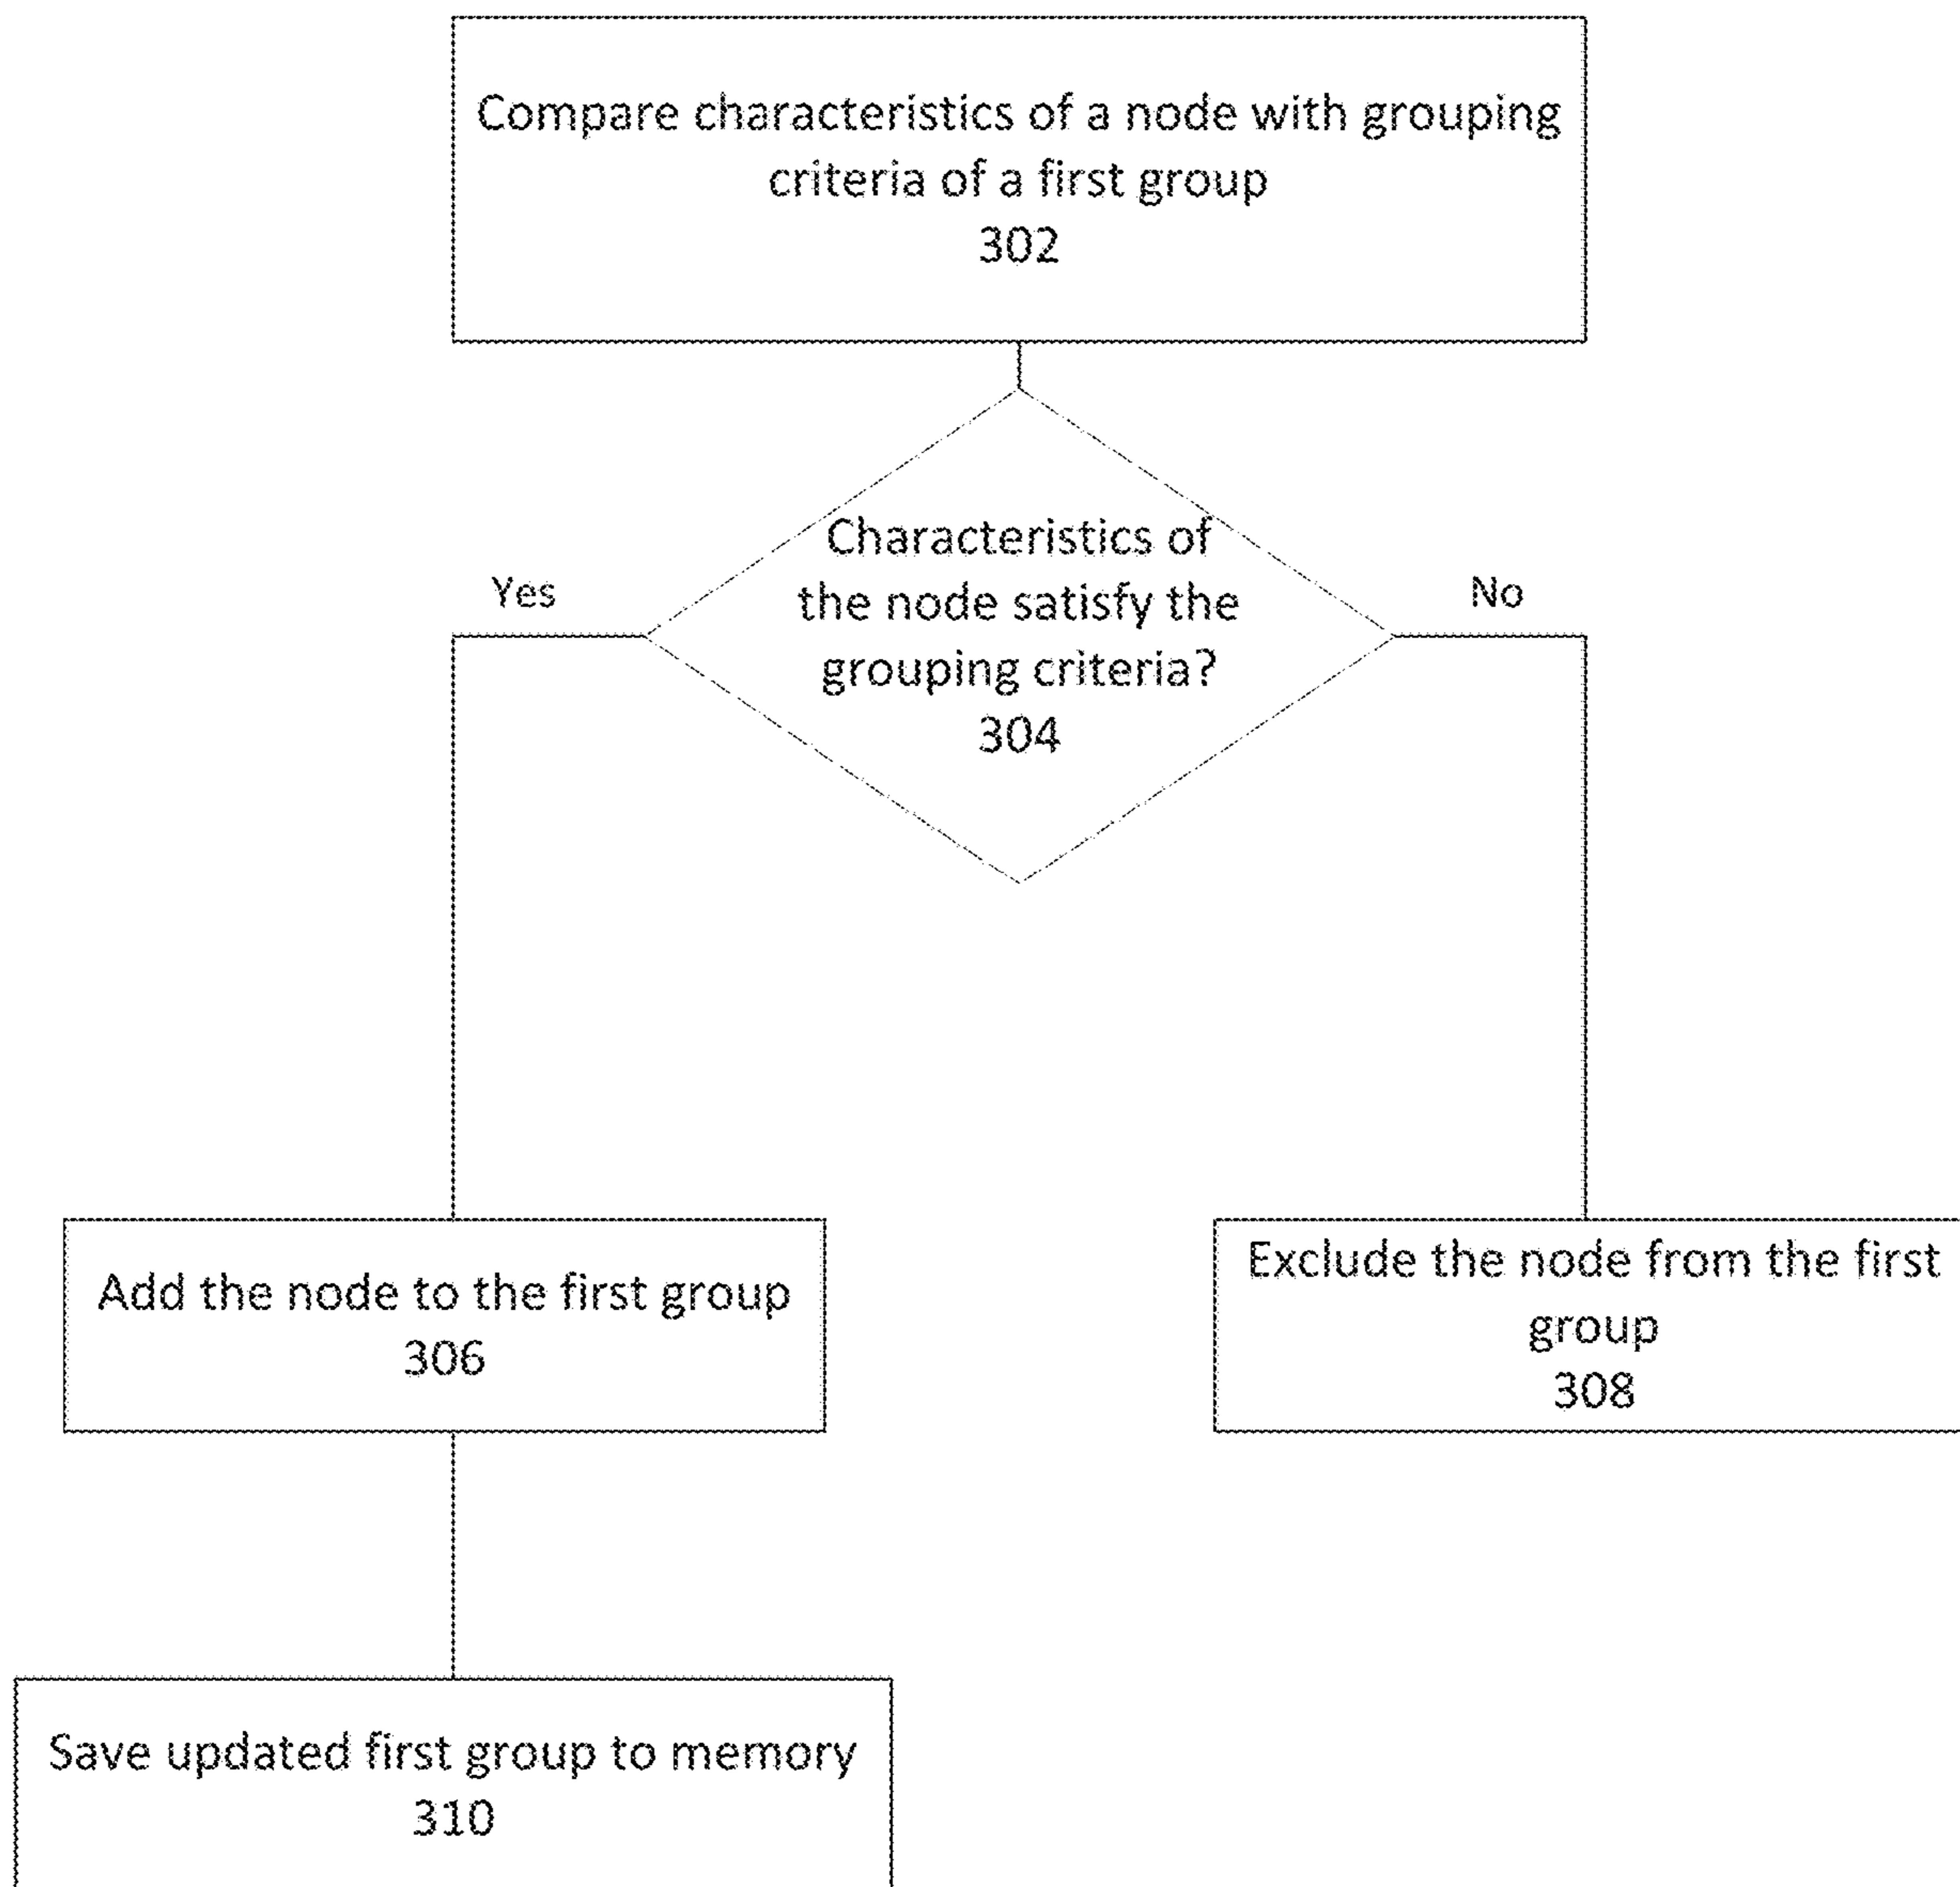 Compare characteristics of a node with grouping
criteria of a first group
302
Characteristics of
the node satisfy the
grouping criteria?
304
Yes
No
Add the node to the first group
306
Exclude the node from the first
group
308
Save updated first group to memory
310